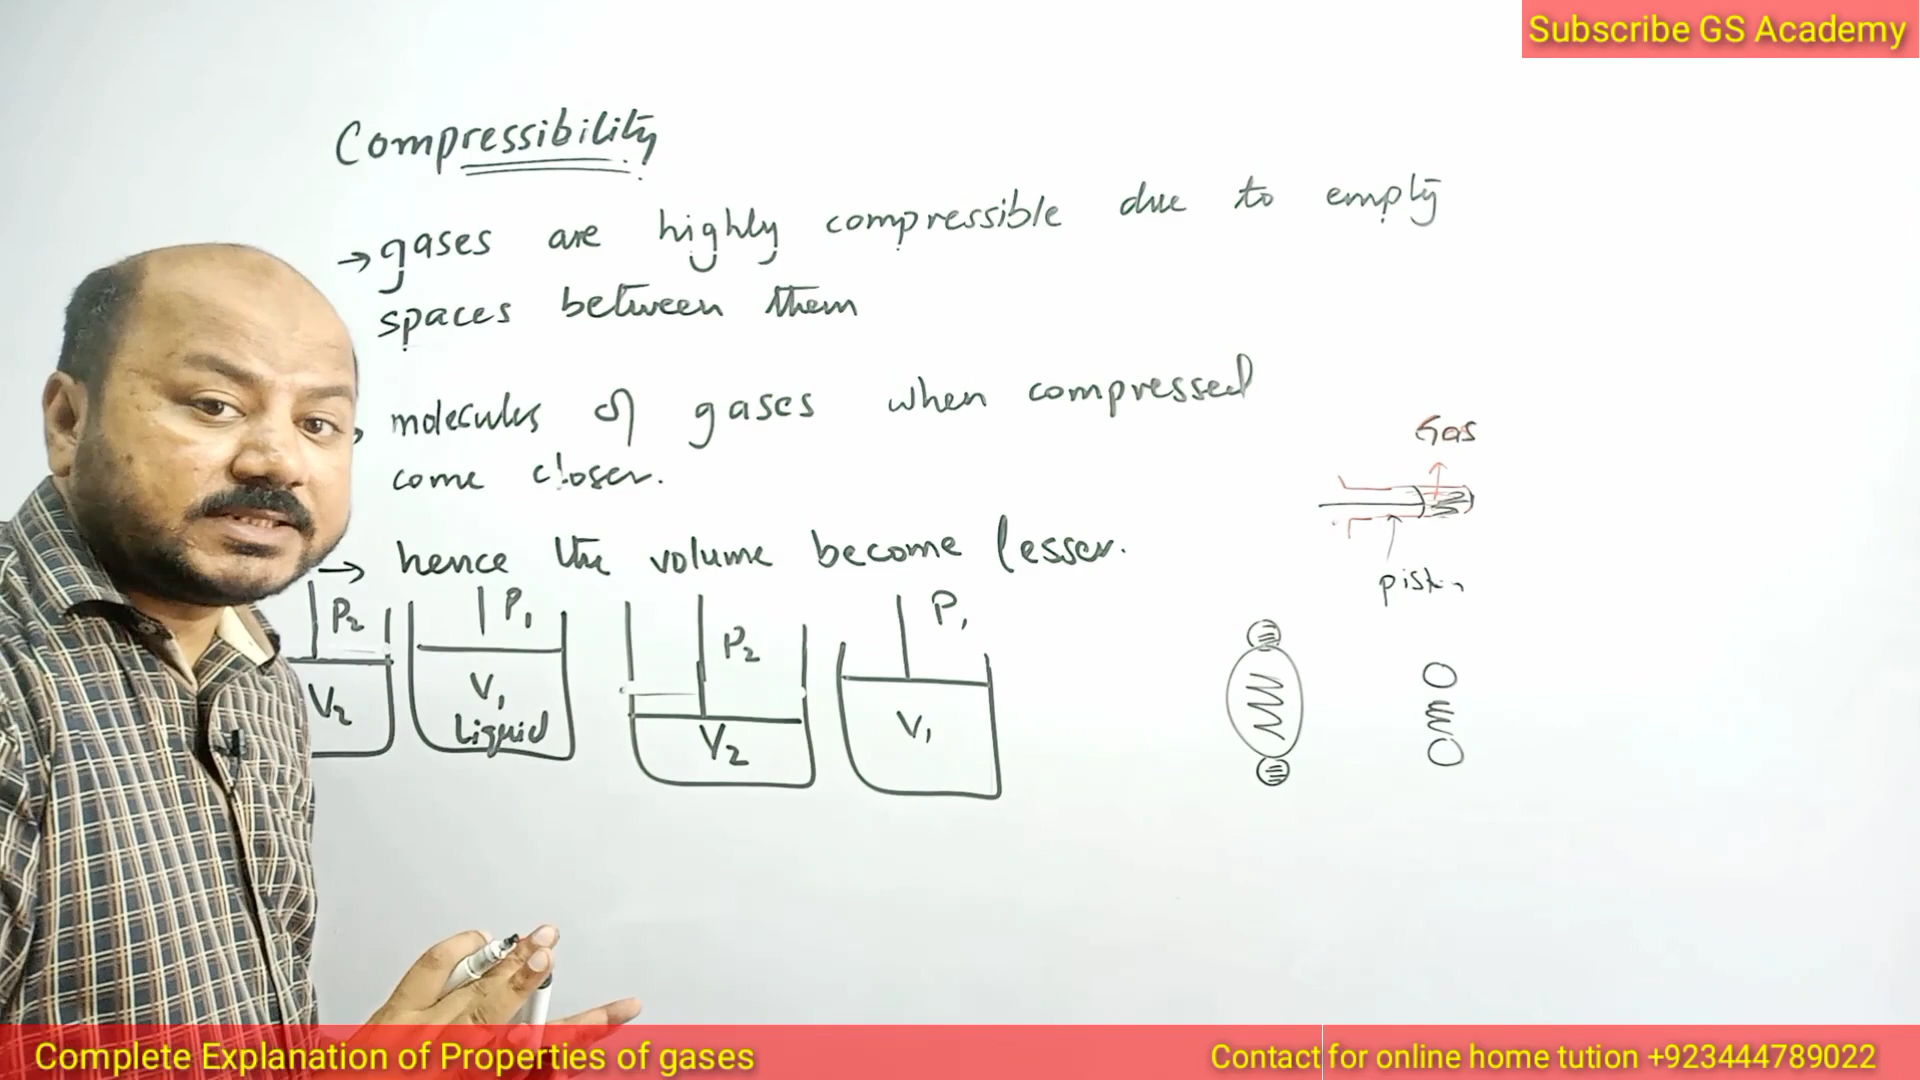 Subscribe GS Academy
Compressibility
→ gases are highly compressible due to empty
spaces between them
molecules of gases when compressed
come closer.
Gas
→ hence the volume become lesser.
piston
P₂
P₁
P₂
P₁
V₂
V₁
Liquid
V₂
V₁
Complete Explanation of Properties of gases
Contact for online home tution +923444789022